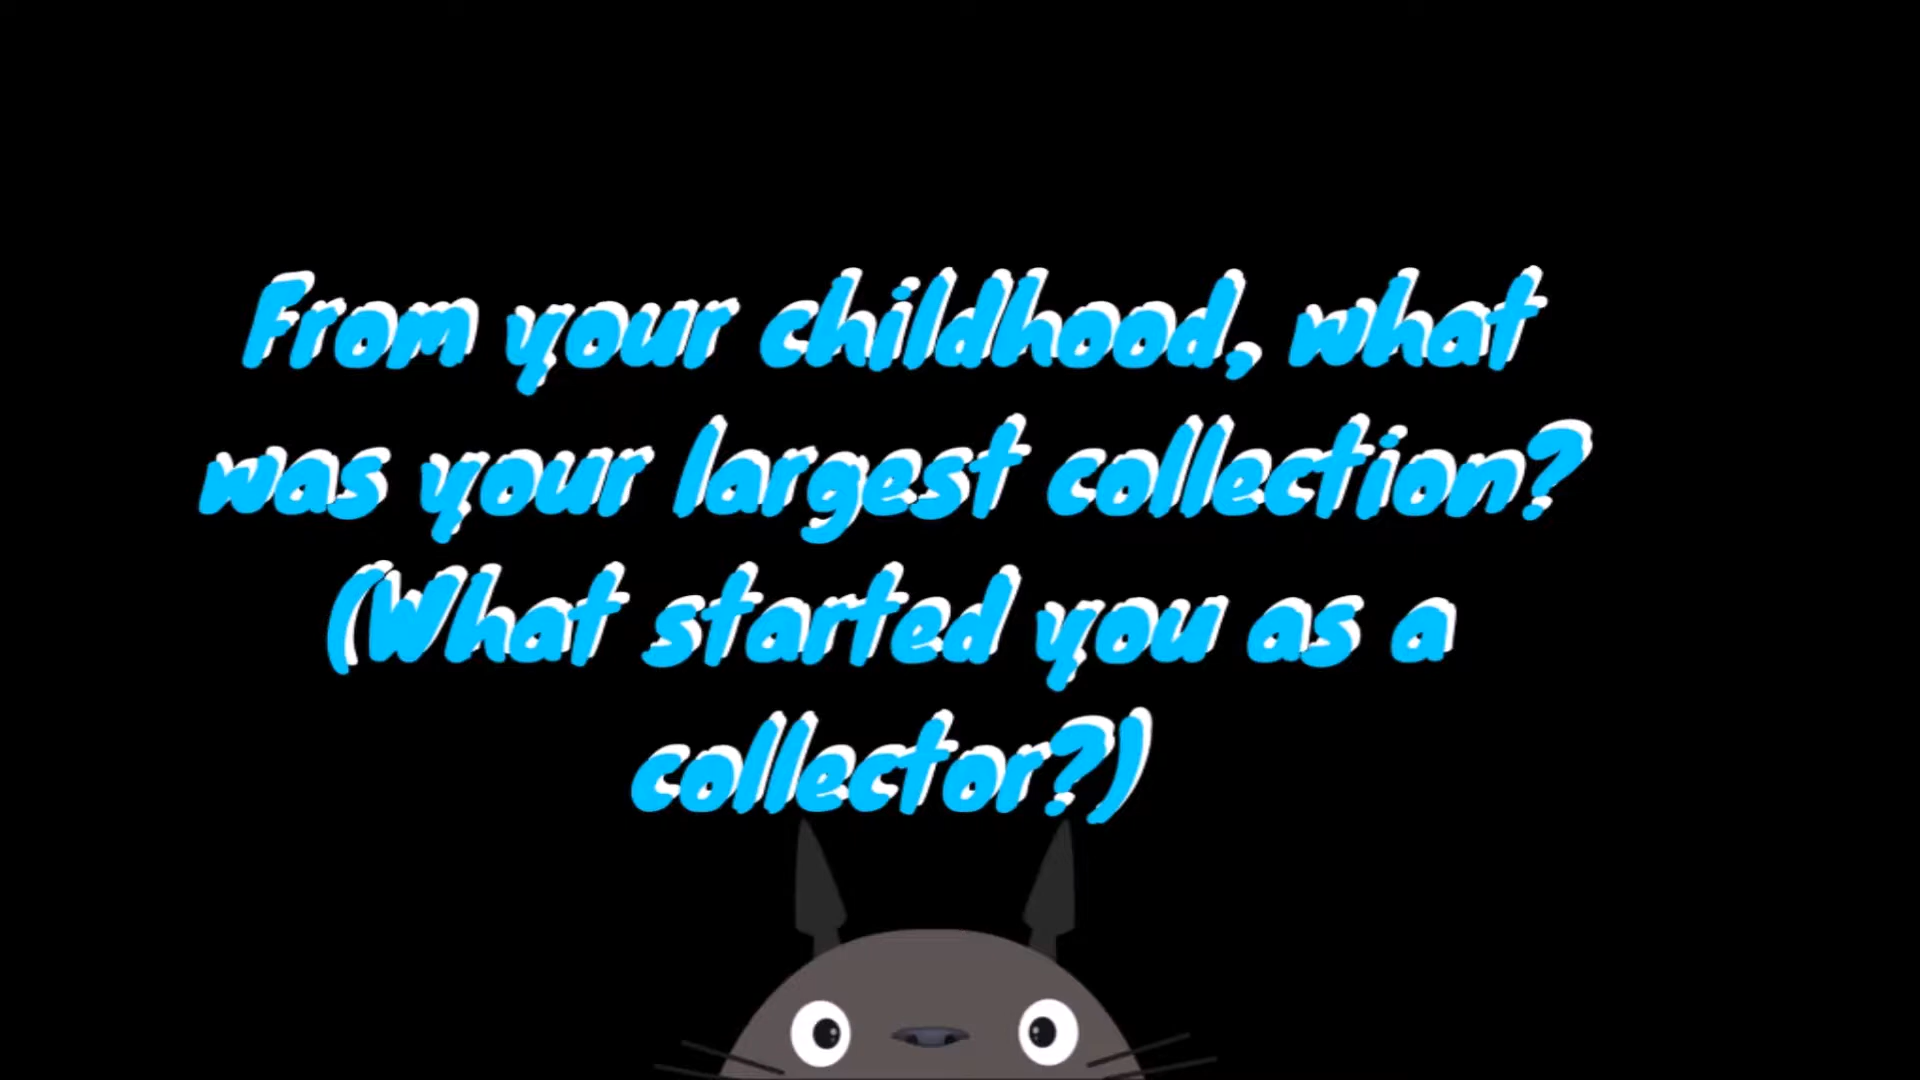 From your childhood, what
was your largest collection?
(What started you as a
collector?)